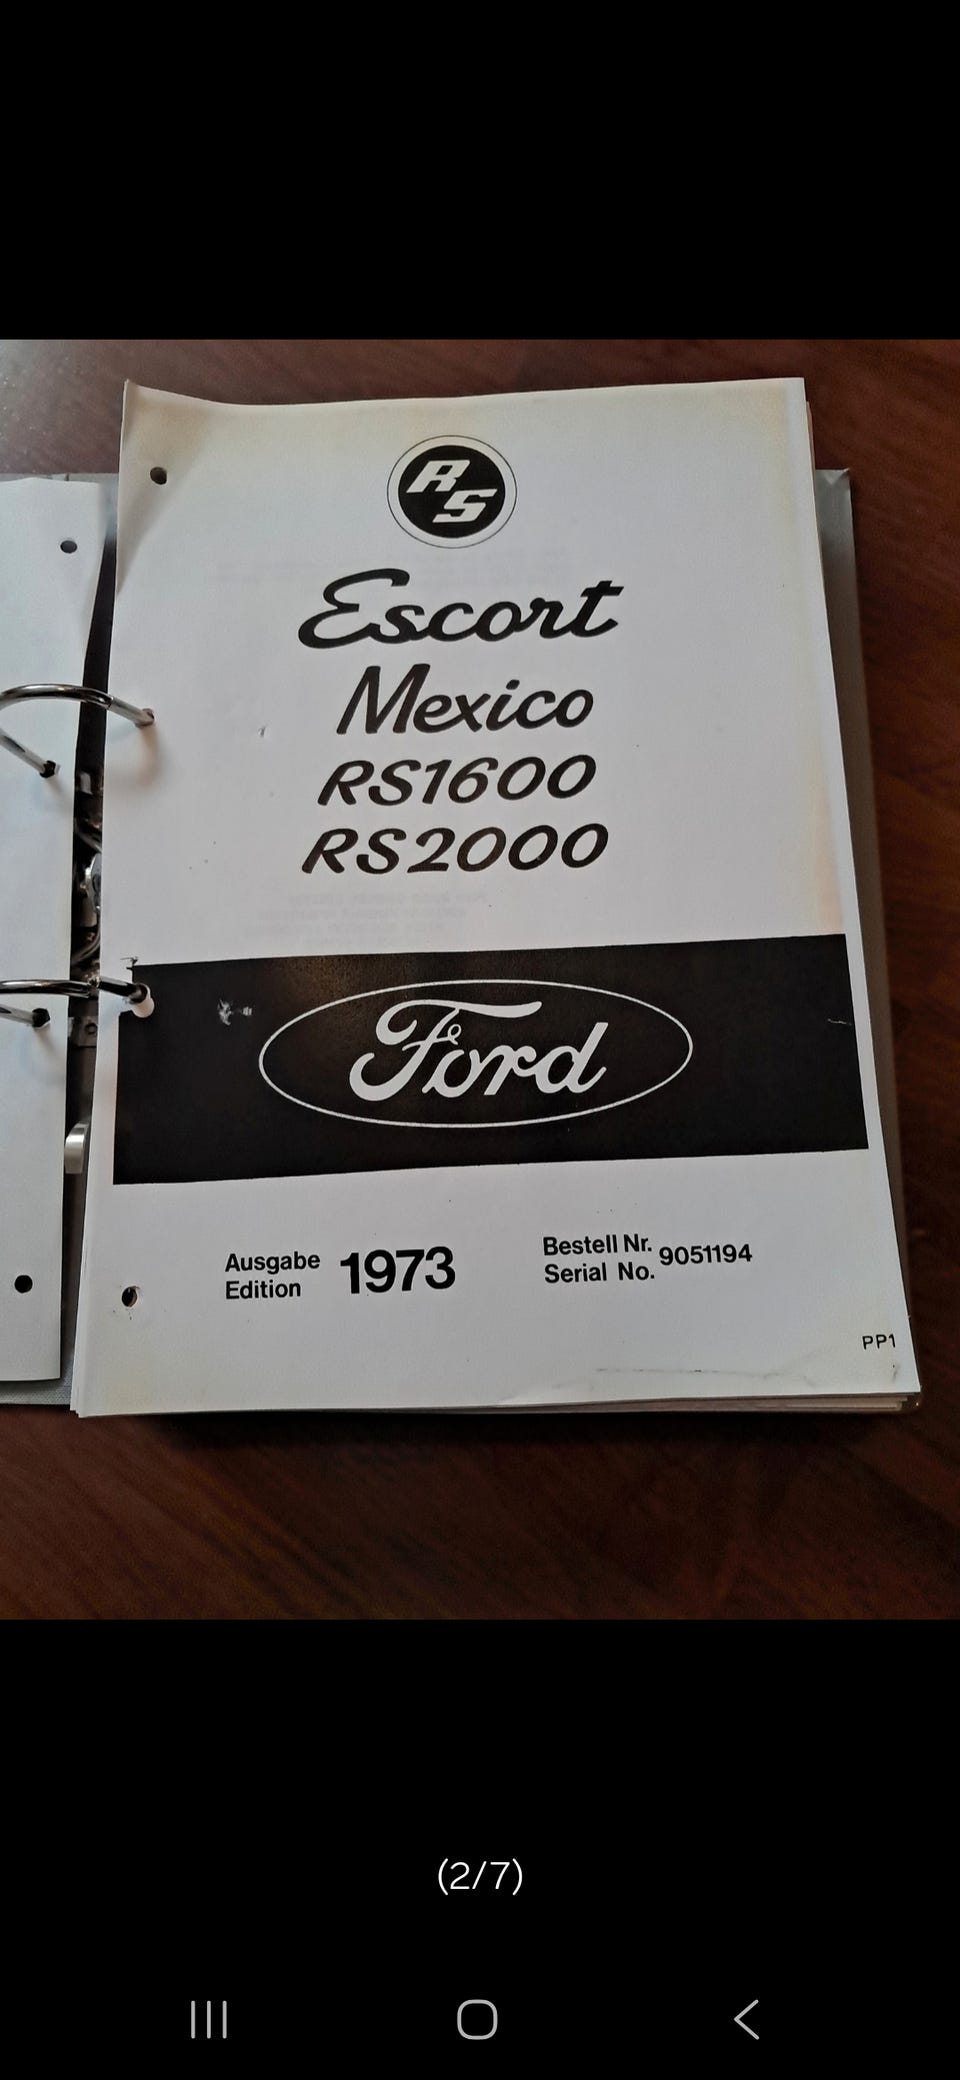 RS
Escort
Mexico
RS1600
RS2000
Ford
Ausgabe
Edition
1973
Bestell Nr.
Serial No.
9051194
PP1
(2/7)